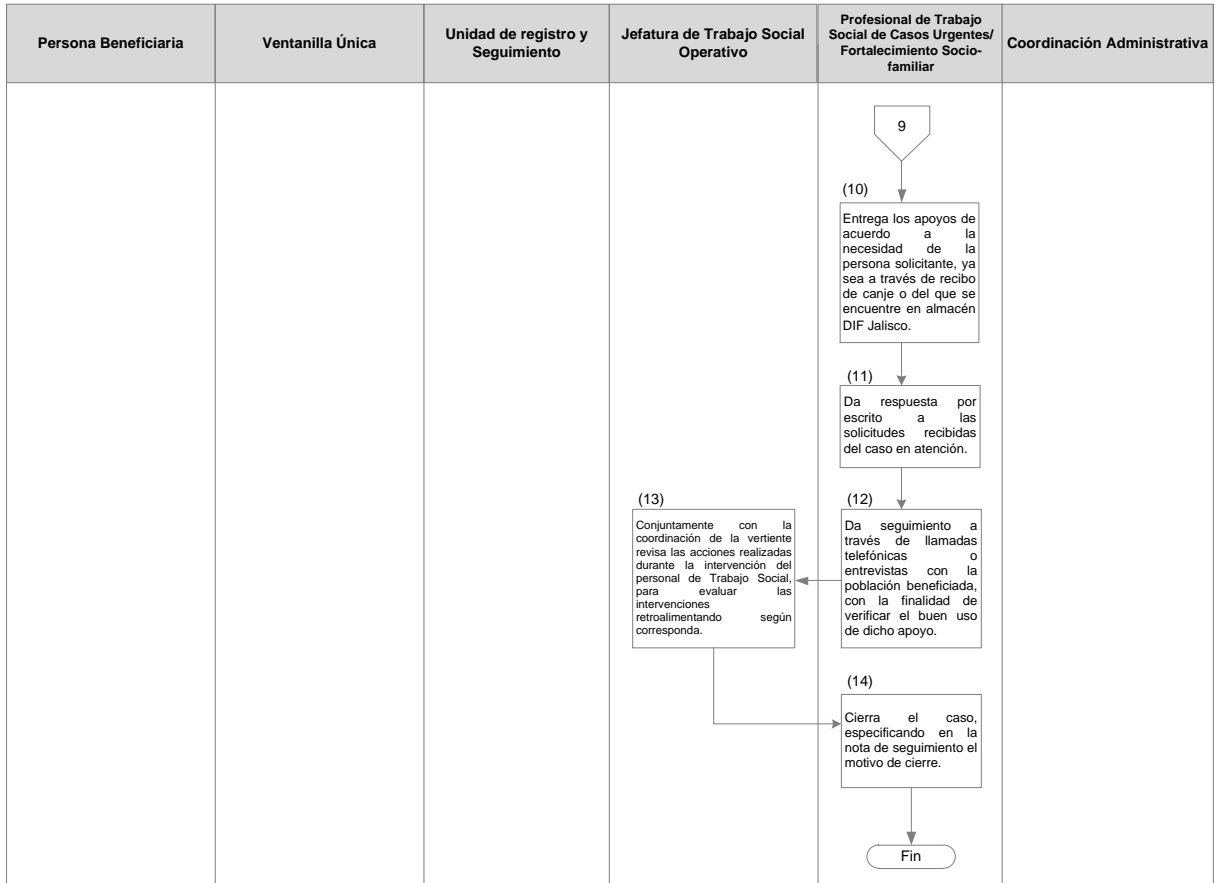 Persona Beneficiaria
Ventanilla Única
Unidad de registro y
Seguimiento
Jefatura de Trabajo Social
Operativo
Profesional de Trabajo
Social de Casos Urgentes/
Fortalecimiento Socio-
familiar
Coordinación Administrativa
9
(10)
Entrega los apoyos de
acuerdo a la
necesidad de la
persona solicitante, ya
sea a través de recibo
de canje o del que se
encuentre en almacén
DIF Jalisco.
(11)
Da respuesta por
escrito a las
solicitudes recibidas
del caso en atención.
(12)
Da seguimiento a
través de llamadas
telefónicas o
entrevistas con la
población beneficiada,
con la finalidad de
verificar el buen uso
de dicho apoyo.
(13)
Conjuntamente con la
coordinación de la vertiente
revisa las acciones realizadas
durante la intervención del
personal de Trabajo Social,
para evaluar las
intervenciones
retroalimentando según
corresponda.
(14)
Cierra el caso,
especificando en la
nota de seguimiento el
motivo de cierre.
Fin